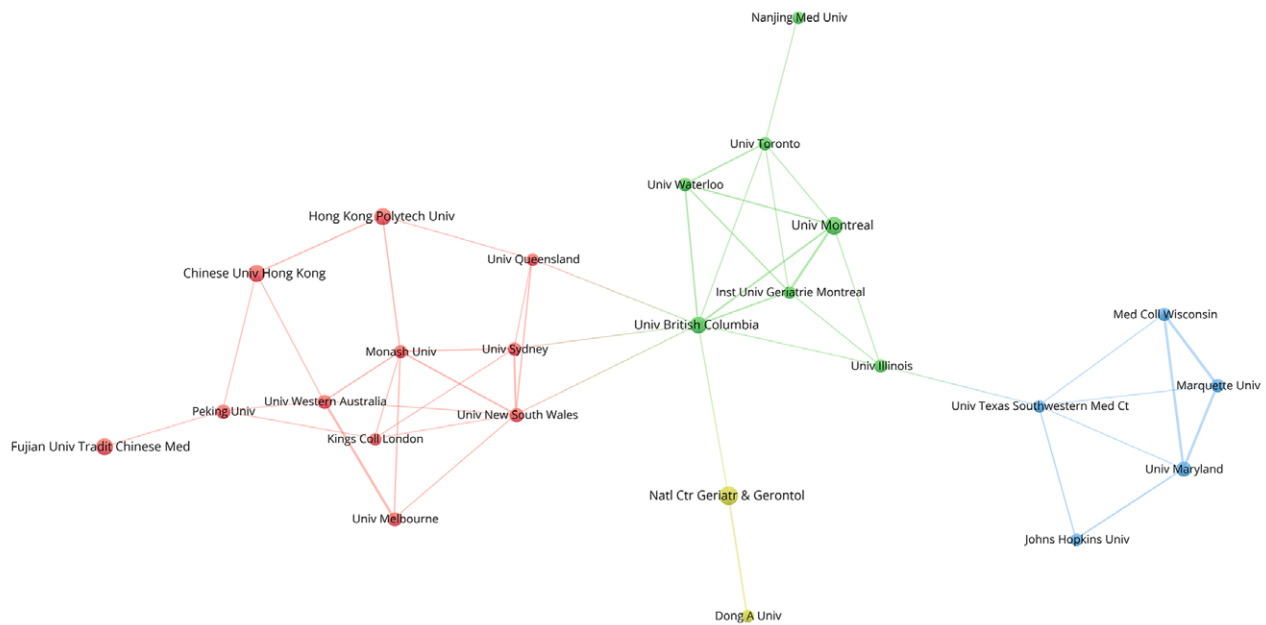 Nanjing Med Univ
Univ Toronto
Univ Waterloo
Hong Kong Polytech Univ
Univ Montreal
Univ Queensland
Chinese Univ Hong Kong
Inst Univ Geriatrie Montreal
Med Coll Wisconsin
Univ British Columbia
Monash Univ
Univ Sydney
Univ Illinois
Marquette Univ
Univ Western Australia
Univ Texas Southwestern Med Ct
Peking Univ
Univ New South Wales
Kings Coll London
Fujian Univ Tradit Chinese Med
Univ Maryland
Natl Ctr Geriatr & Gerontol
Univ Melbourne
Johns Hopkins Univ
Dong A Univ